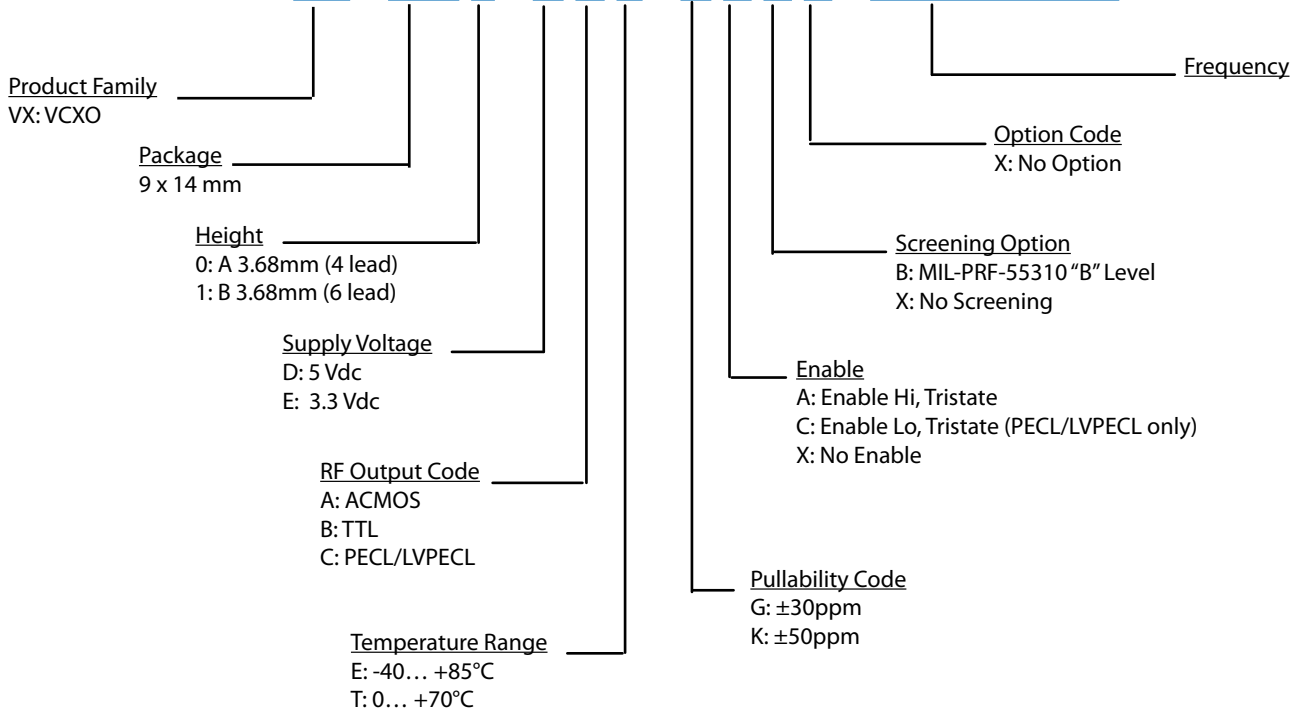 Product Family
VX: VCXO
Package
9 x 14 mm
Height
0: A 3.68mm (4 lead)
1: B 3.68mm (6 lead)
Supply Voltage
D: 5 Vdc
E: 3.3 Vdc
RF Output Code
A: ACMOS
B: TTL
C: PECL/LVPECL
Temperature Range
E: -40… +85°C
T: 0… +70°C
Frequency
Option Code
X: No Option
Screening Option
B: MIL-PRF-55310 “B” Level
X: No Screening
Enable
A: Enable Hi, Tristate
C: Enable Lo, Tristate (PECL/LVPECL only)
X: No Enable
Pullability Code
G: ±30ppm
K: ±50ppm